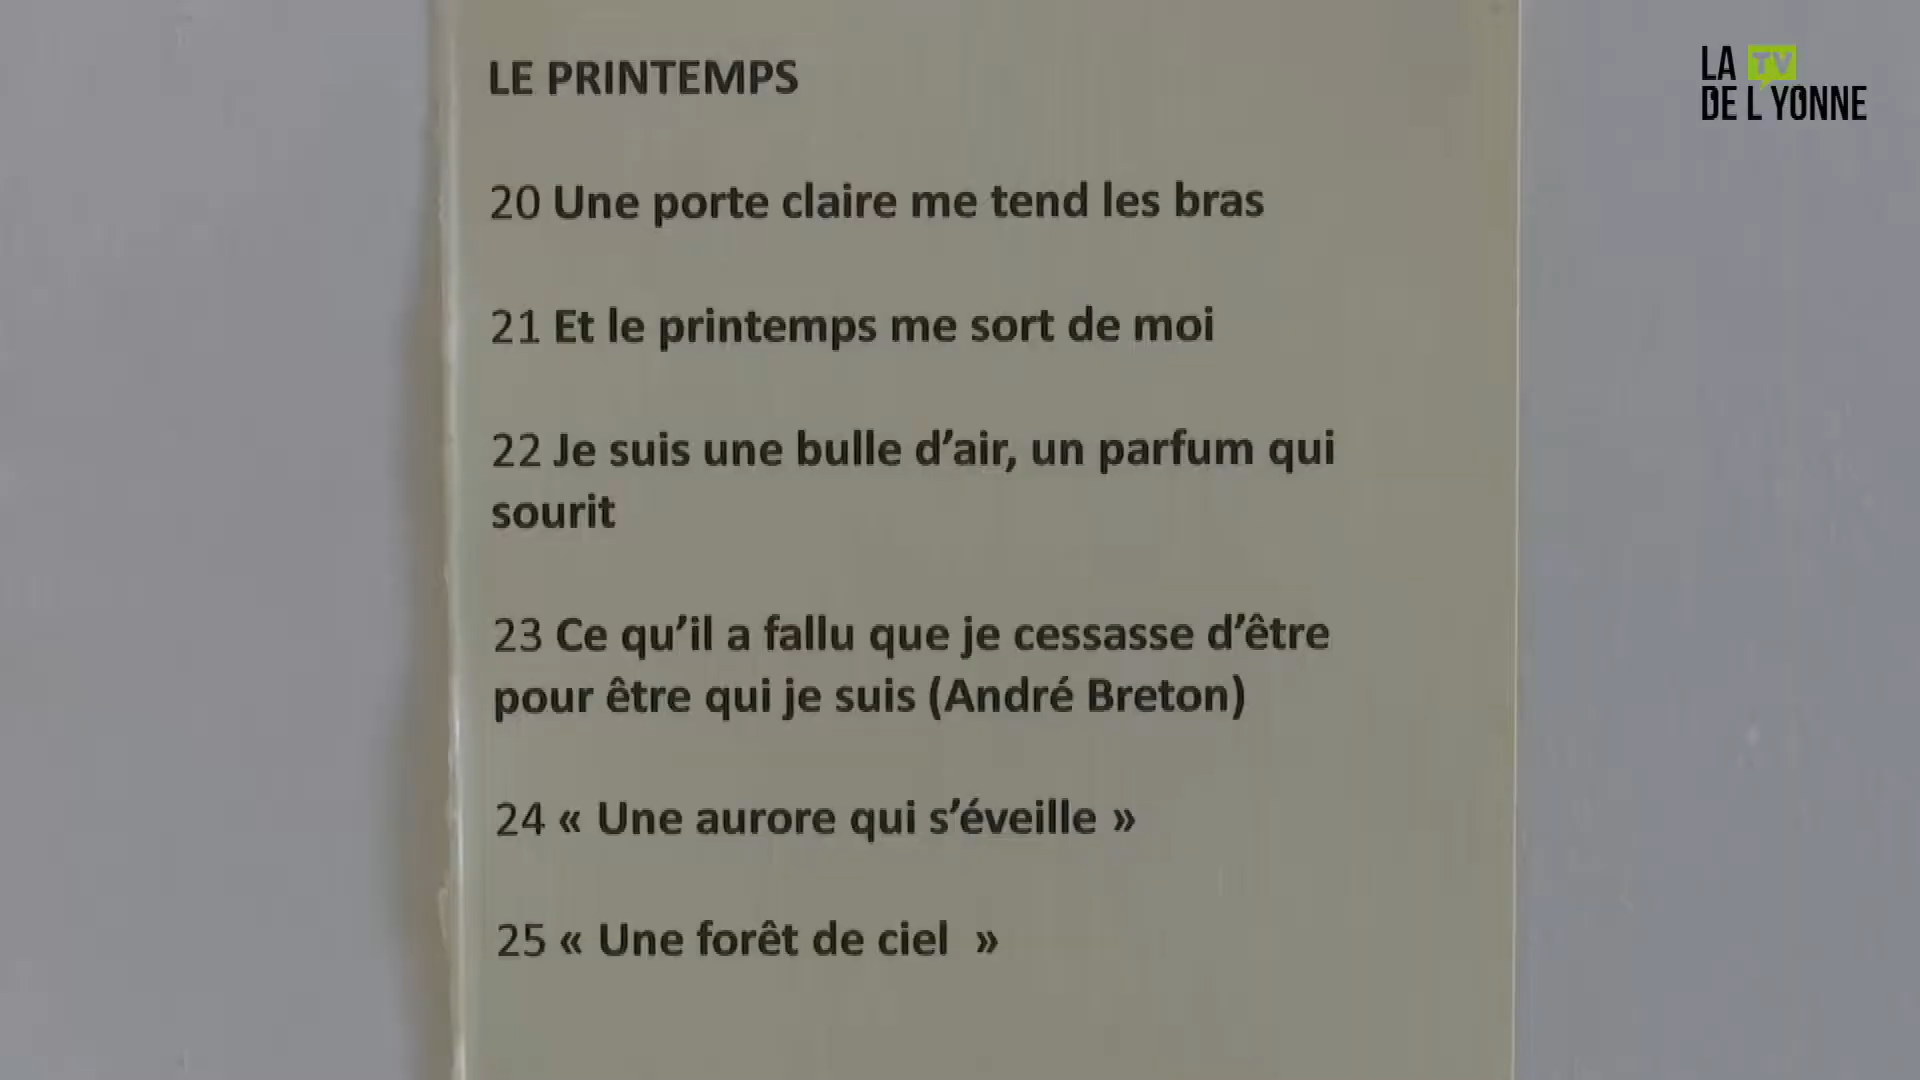 LE PRINTEMPS
LA TV
DE L YONNE
20 Une porte claire me tend les bras
21 Et le printemps me sort de moi
22 Je suis une bulle d’air, un parfum qui
sourit
23 Ce qu’il a fallu que je cessasse d’être
pour être qui je suis (André Breton)
24 « Une aurore qui s’éveille »
25 « Une forêt de ciel  »